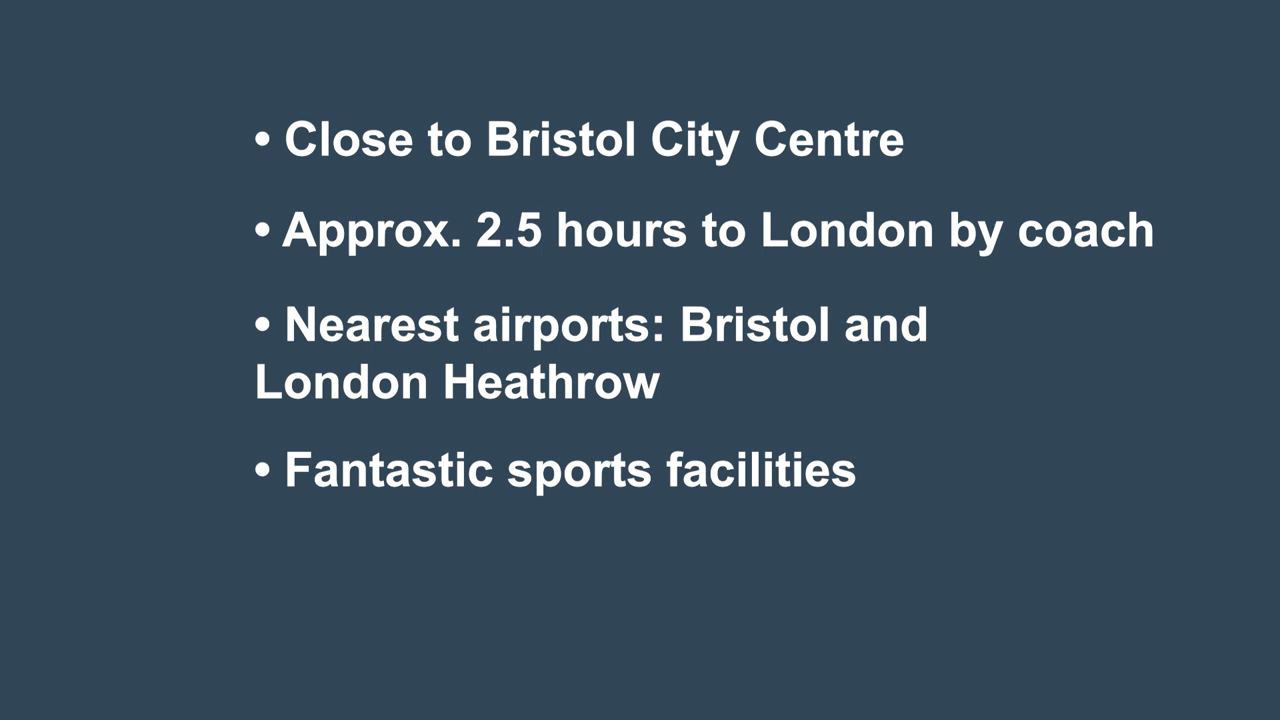 • Close to Bristol City Centre
• Approx. 2.5 hours to London by coach
• Nearest airports: Bristol and
London Heathrow
• Fantastic sports facilities